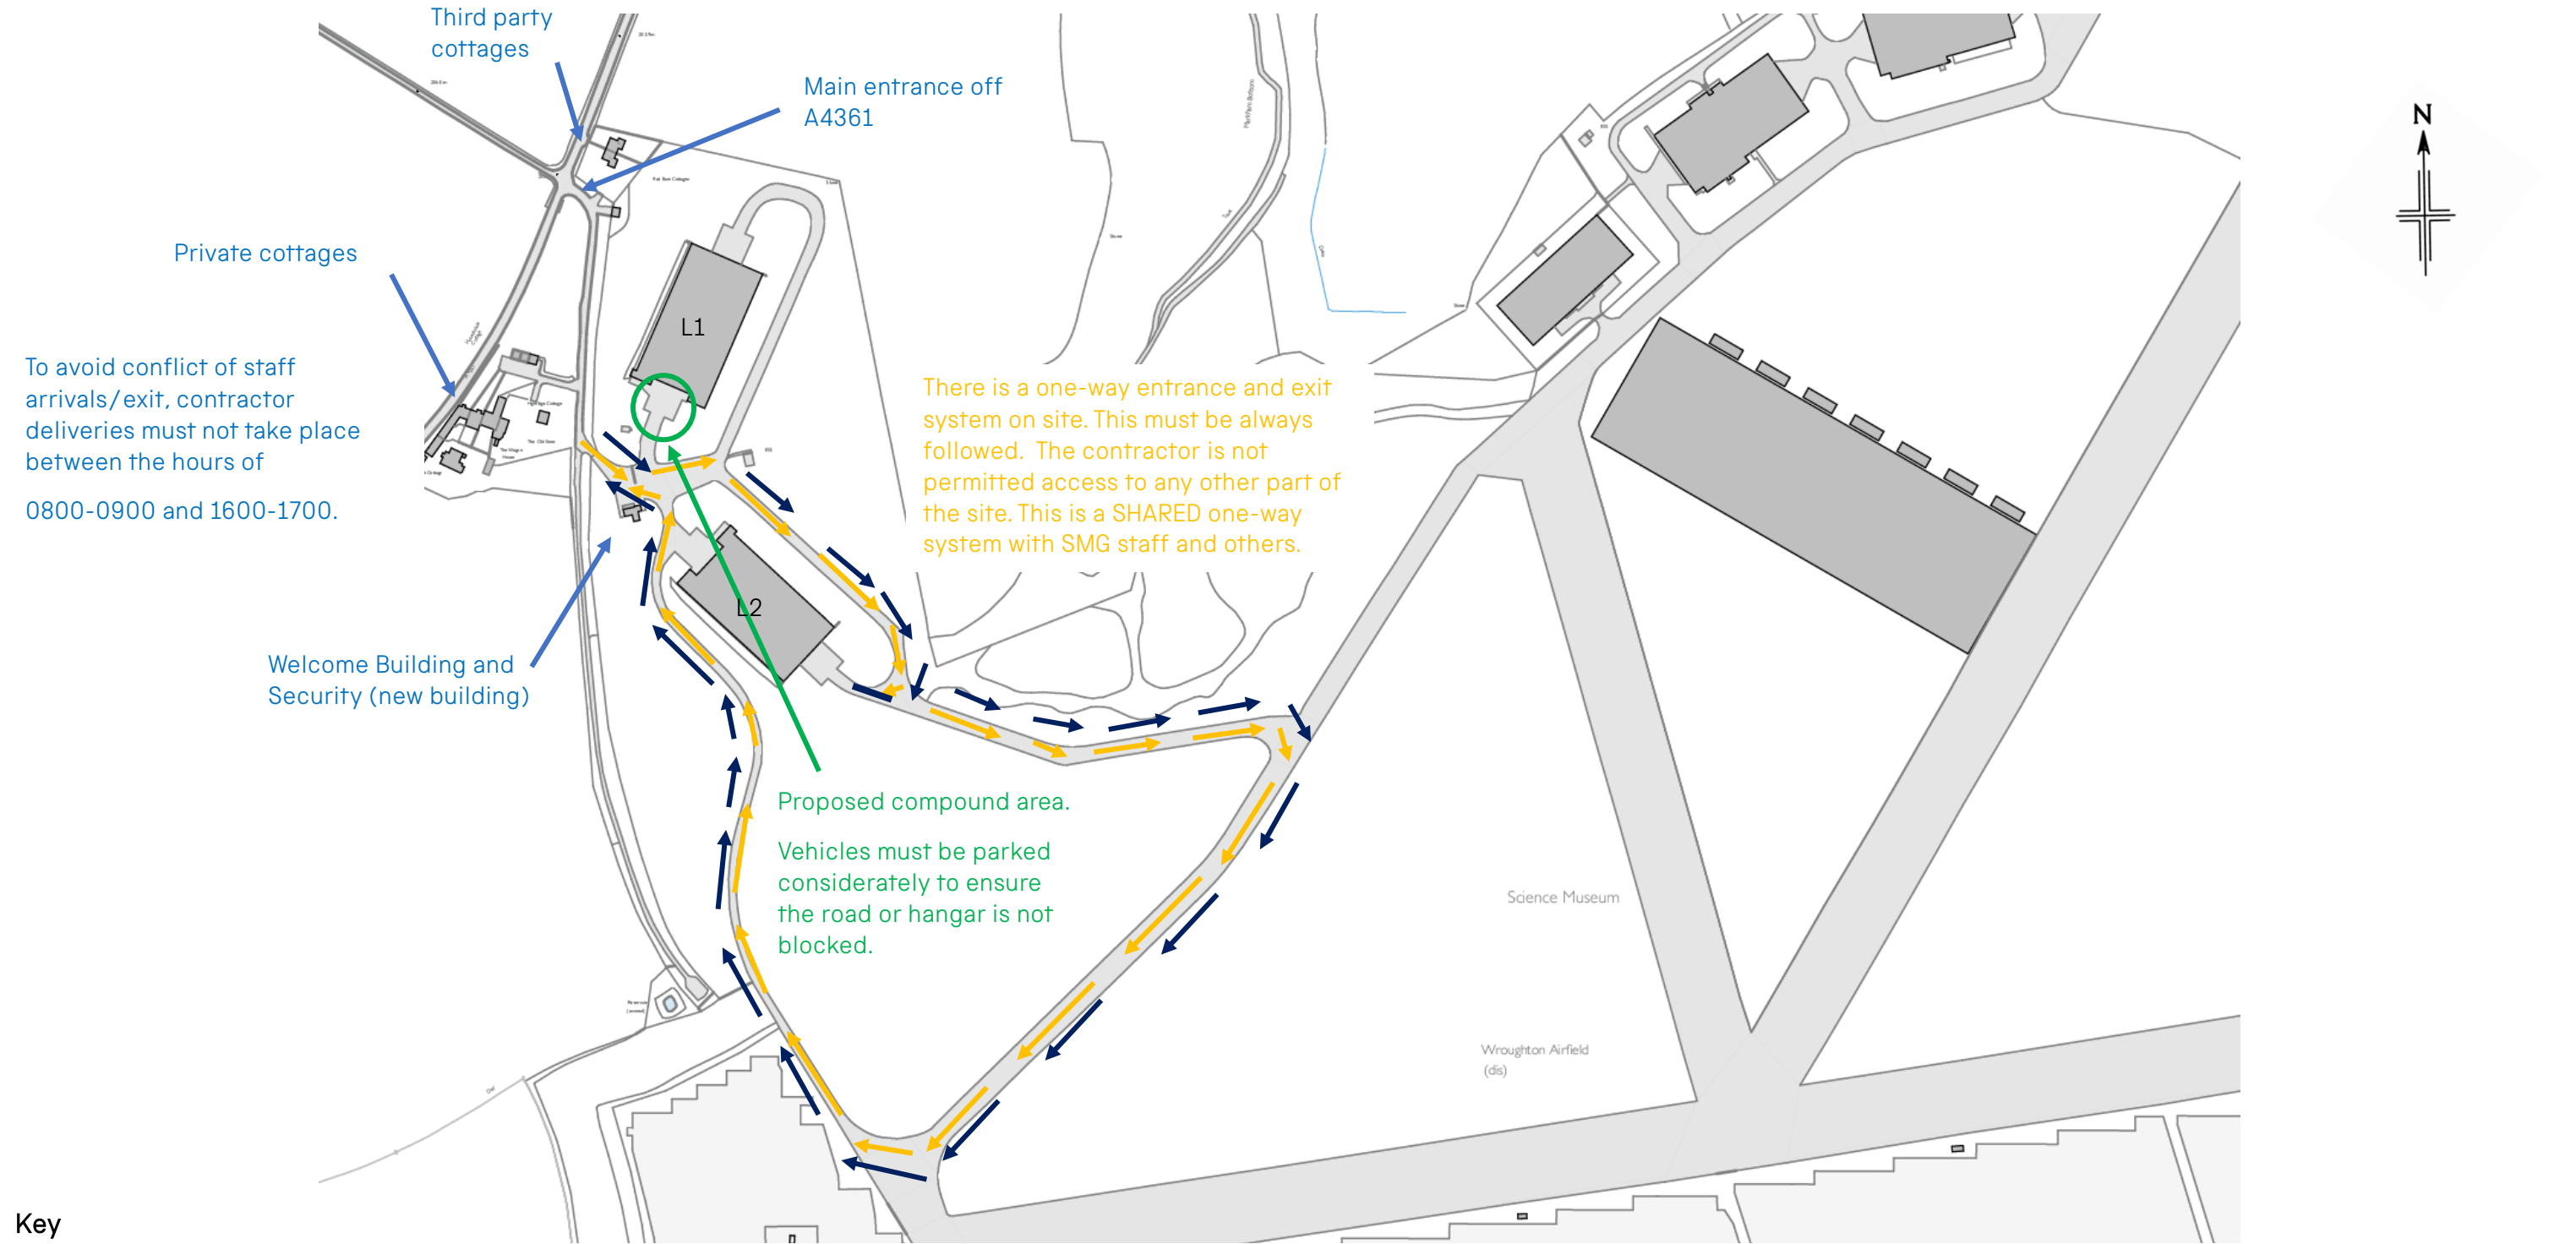 Third party
cottages
Main entrance off
A4361
N
Private cottages
L1
To avoid conflict of staff
arrivals/exit, contractor
deliveries must not take place
between the hours of
0800-0900 and 1600-1700.
There is a one-way entrance and exit
system on site. This must be always
followed. The contractor is not
permitted access to any other part of
the site. This is a SHARED one-way
system with SMG staff and others.
L2
Welcome Building and
Security (new building)
Proposed compound area.
Vehicles must be parked
considerately to ensure
the road or hangar is not
blocked.
Science Museum
Wroughton Airfield
(dis)
Key